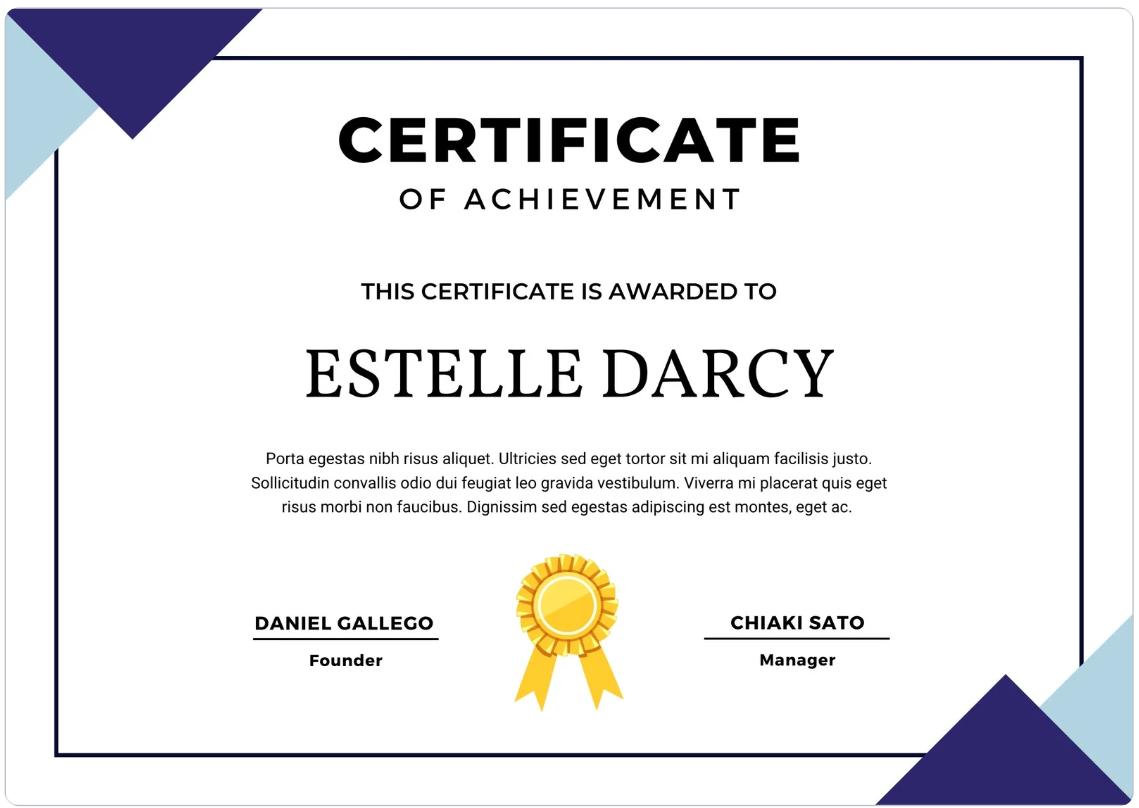 CERTIFICATE
OF ACHIEVEMENT
THIS CERTIFICATE IS AWARDED TO
ESTELLE DARCY
Porta egestas nibh risus aliquet. Ultricies sed eget tortor sit mi aliquam facilisis justo.
Sollicitudin convallis odio dui feugiat leo gravida vestibulum. Viverra mi placerat quis eget
risus morbi non faucibus. Dignissim sed egestas adipiscing est montes, eget ac.
DANIEL GALLEGO
Founder
CHIAKI SATO
Manager